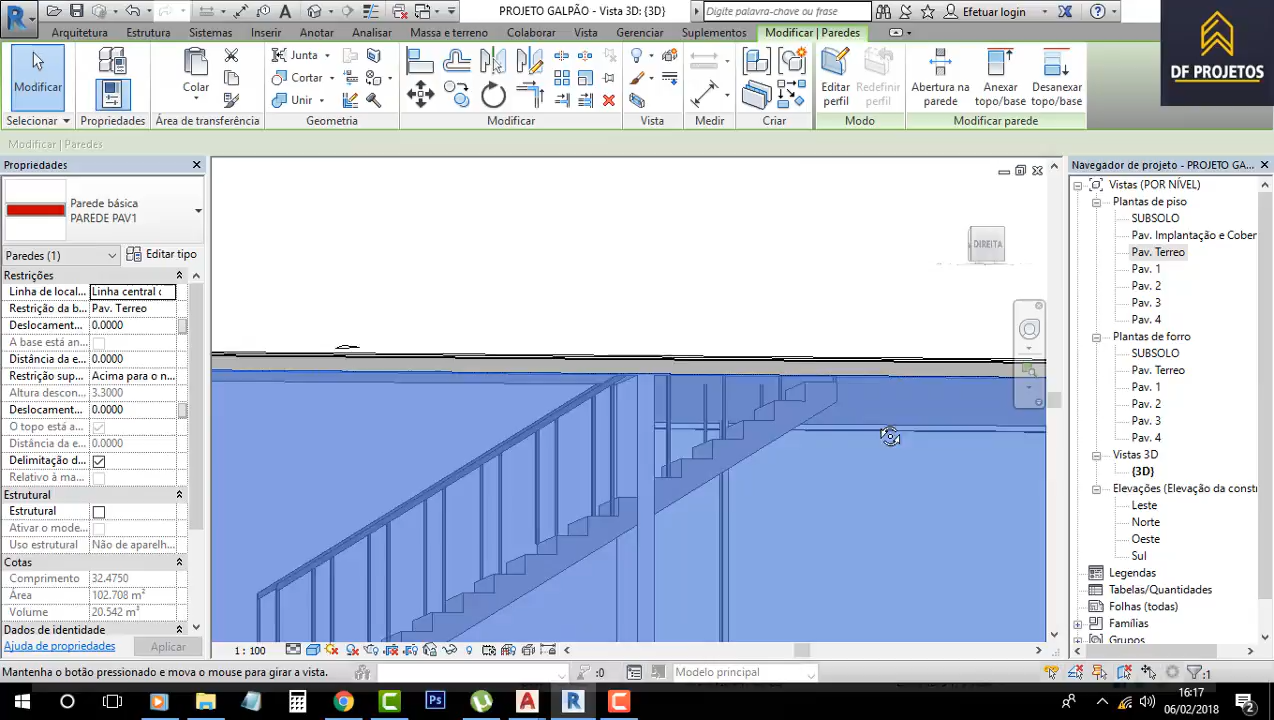 PROJETO GALPÃO - Vista 3D: {3D}
Digite palavra-chave ou frase
Efetuar login
Arquitetura Estrutura Sistemas Inserir Anotar Analisar Massa e terreno Colaborar Vista Gerenciar Suplementos Modificar | Paredes
DF PROJETOS
Modificar
Colar
Junta
Cortar
Unir
Editar perfil
Redefinir perfil
Abertura na parede
Anexar topo/base
Desanexar topo/base
Selecionar Propriedades Área de transferência Geometria Modificar Vista Medir Criar Modo Modificar parede
Modificar | Paredes
Propriedades
Parede básica
PAREDE PAV1
Paredes (1) Editar tipo
Restrições
Linha de local... Linha central
Restrição da b... Pav. Terreo
Deslocament... 0.0000
A base está an...
Distância da e... 0.0000
Restrição sup... Acima para o n...
Altura descon... 3.3000
Deslocament... 0.0000
O topo está a...
Distância da e... 0.0000
Delimitação d...
Relativo à ma...
Estrutural
Estrutural
Ativar o mode...
Uso estrutural Não de aparelh...
Cotas
Comprimento 32.4750
Área 102.708 m²
Volume 20.542 m³
Dados de identidade
Ajuda de propriedades Aplicar
DIREITA
1 : 100
Navegador de projeto - PROJETO GA...
Vistas (POR NÍVEL)
Plantas de piso
SUBSOLO
Pav. Implantação e Cober
Pav. Terreo
Pav. 1
Pav. 2
Pav. 3
Pav. 4
Plantas de forro
SUBSOLO
Pav. Terreo
Pav. 1
Pav. 2
Pav. 3
Pav. 4
Vistas 3D
{3D}
Elevações (Elevação da constr
Leste
Norte
Oeste
Sul
Legendas
Tabelas/Quantidades
Folhas (todas)
Famílias
Grupos
Mantenha o botão pressionado e mova o mouse para girar a vista.
:0
Modelo principal
:1
16:17
06/02/2018